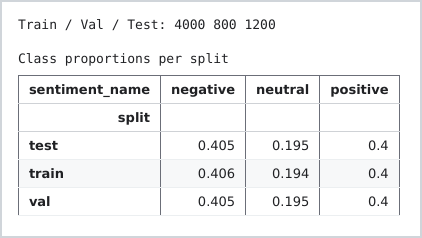 Train / Val / Test: 4000 800 1200
Class proportions per split
sentiment_name negative neutral positive
split
test 0.405 0.195 0.4
train 0.406 0.194 0.4
val 0.405 0.195 0.4